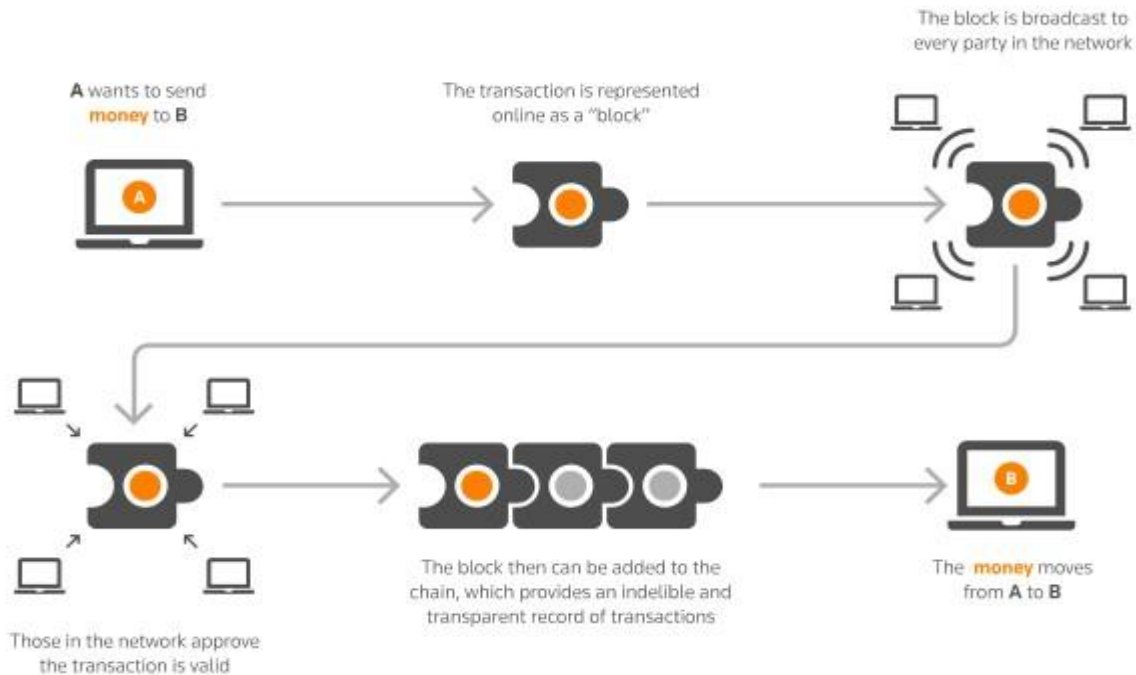 A wants to send
money to B
A
The transaction is represented
online as a "block"
The block is broadcast to
every party in the network
Those in the network approve
the transaction is valid
The block then can be added to the
chain, which provides an indelible and
transparent record of transactions
B
The money moves
from A to B